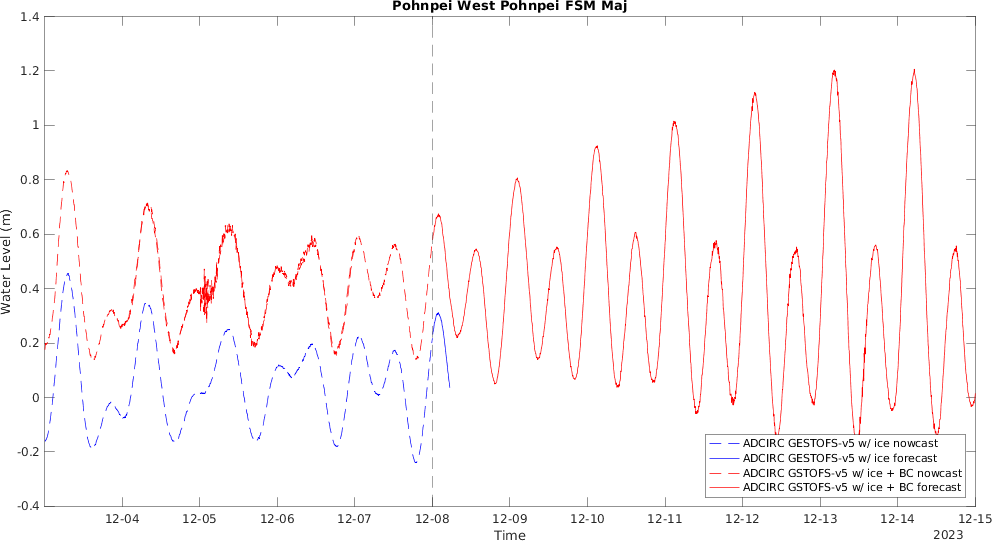 Pohnpei West Pohnpei FSM Maj
1.4
1.2
1
0.8
0.6
0.4
0.2
0
-0.2
-0.4
Water Level (m)
ADCIRC GESTOFS-v5 w/ ice nowcast
ADCIRC GESTOFS-v5 w/ ice forecast
ADCIRC GSTOFS-v5 w/ ice + BC nowcast
ADCIRC GSTOFS-v5 w/ ice + BC forecast
12-04 12-05 12-06 12-07 12-08 12-09 12-10 12-11 12-12 12-13 12-14 12-15
Time 2023